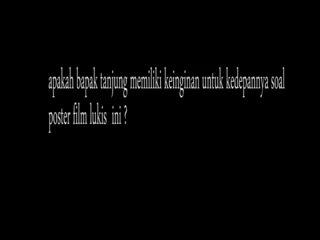 apakah bapak tanjung memiliki keinginan untuk kedepannya soal
poster film lukis ini ?